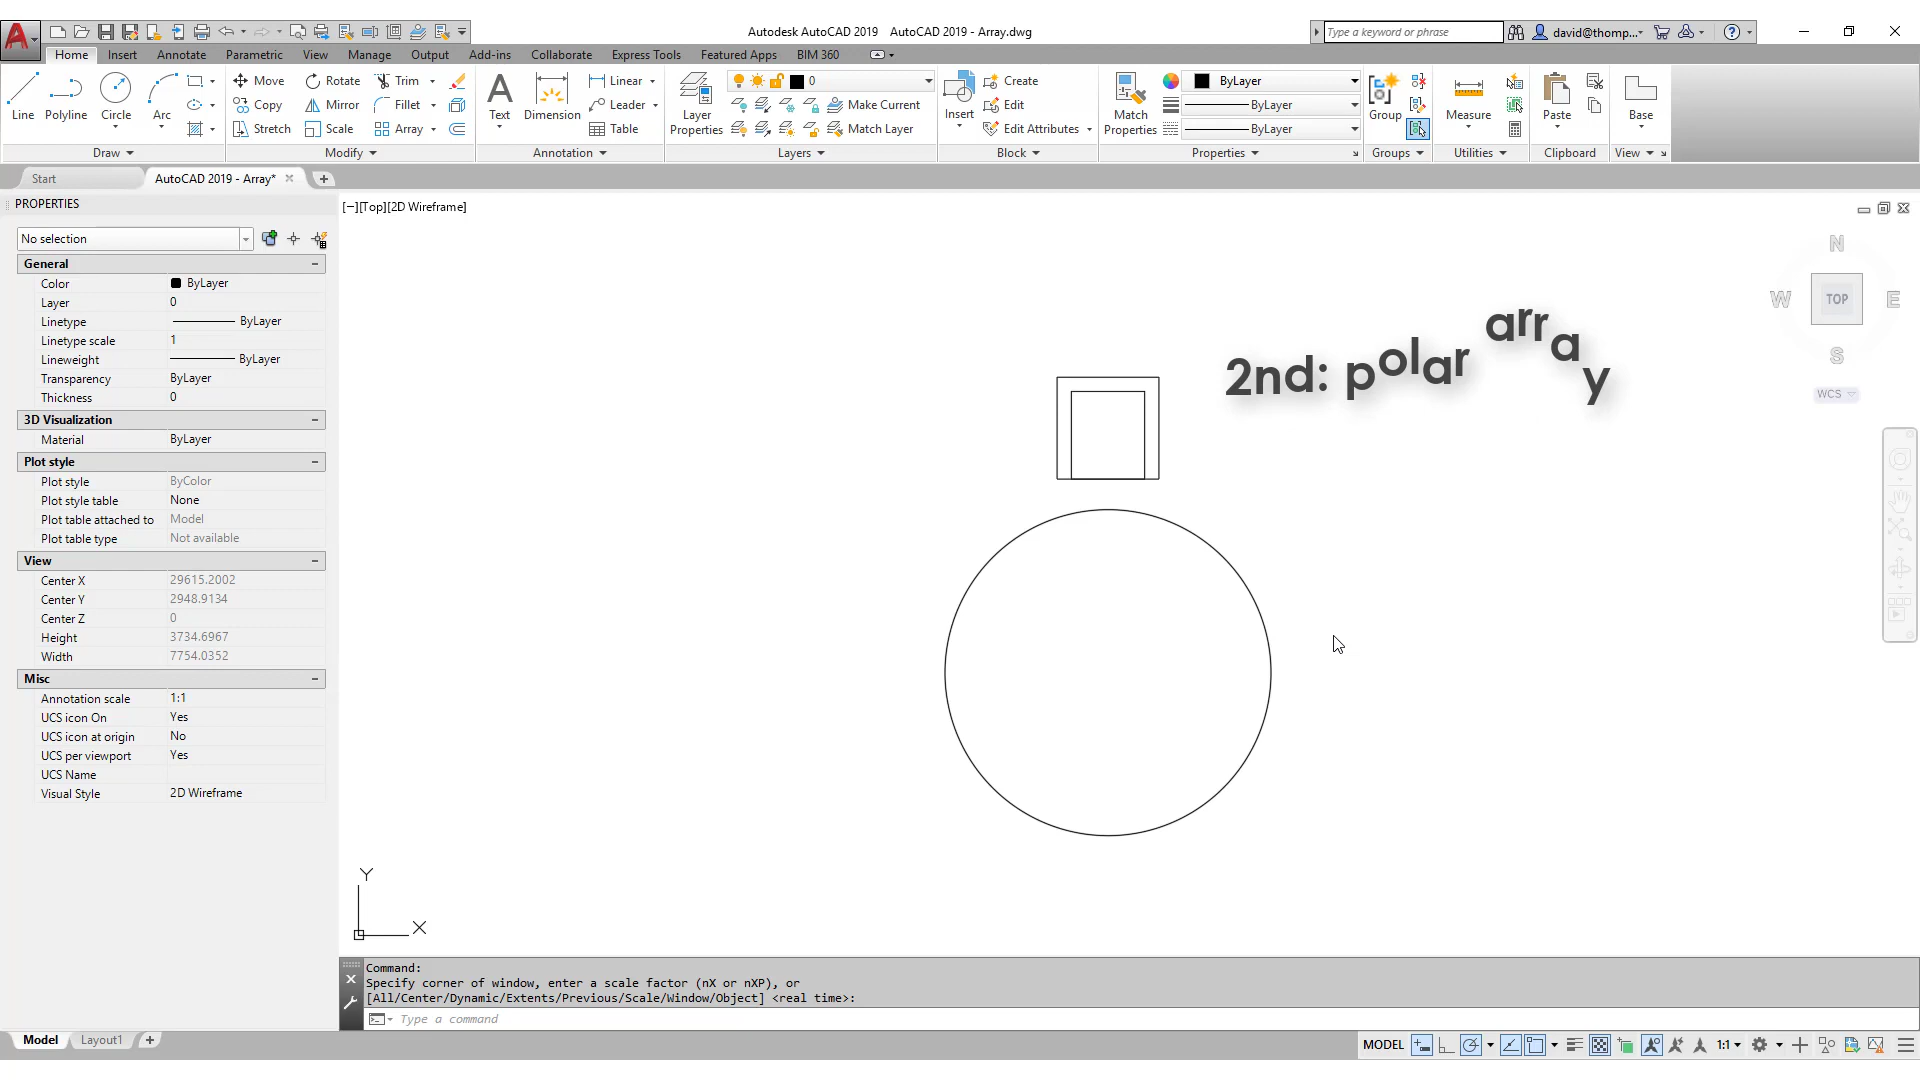 Autodesk AutoCAD 2019 AutoCAD 2019 - Array.dwg
Type a keyword or phrase
david@thomp...
Home Insert Annotate Parametric View Manage Output Add-ins Collaborate Express Tools Featured Apps BIM 360
Line Polyline Circle Arc
Move Rotate Trim
Copy Mirror Fillet
Stretch Scale Array
Text Dimension
Linear
Leader
Table
Layer Properties
0
Make Current
Match Layer
Insert
Create
Edit
Edit Attributes
Match Properties
ByLayer
ByLayer
ByLayer
Group
Measure
Paste
Base
Draw Modify Annotation Layers Block Properties Groups Utilities Clipboard View
Start AutoCAD 2019 - Array*
PROPERTIES
No selection
General
Color ByLayer
Layer 0
Linetype ByLayer
Linetype scale 1
Lineweight ByLayer
Transparency ByLayer
Thickness 0
3D Visualization
Material ByLayer
Plot style
Plot style ByColor
Plot style table None
Plot table attached to Model
Plot table type Not available
View
Center X 29615.2002
Center Y 2948.9134
Center Z 0
Height 3734.6967
Width 7754.0352
Misc
Annotation scale 1:1
UCS icon On Yes
UCS icon at origin No
UCS per viewport Yes
UCS Name
Visual Style 2D Wireframe
[−][Top][2D Wireframe]
2nd: polar array
N
W TOP E
S
WCS
Y
X
Command:
Specify corner of window, enter a scale factor (nX or nXP), or
[All/Center/Dynamic/Extents/Previous/Scale/Window/Object] <real time>:
Type a command
Model Layout1
MODEL 1:1